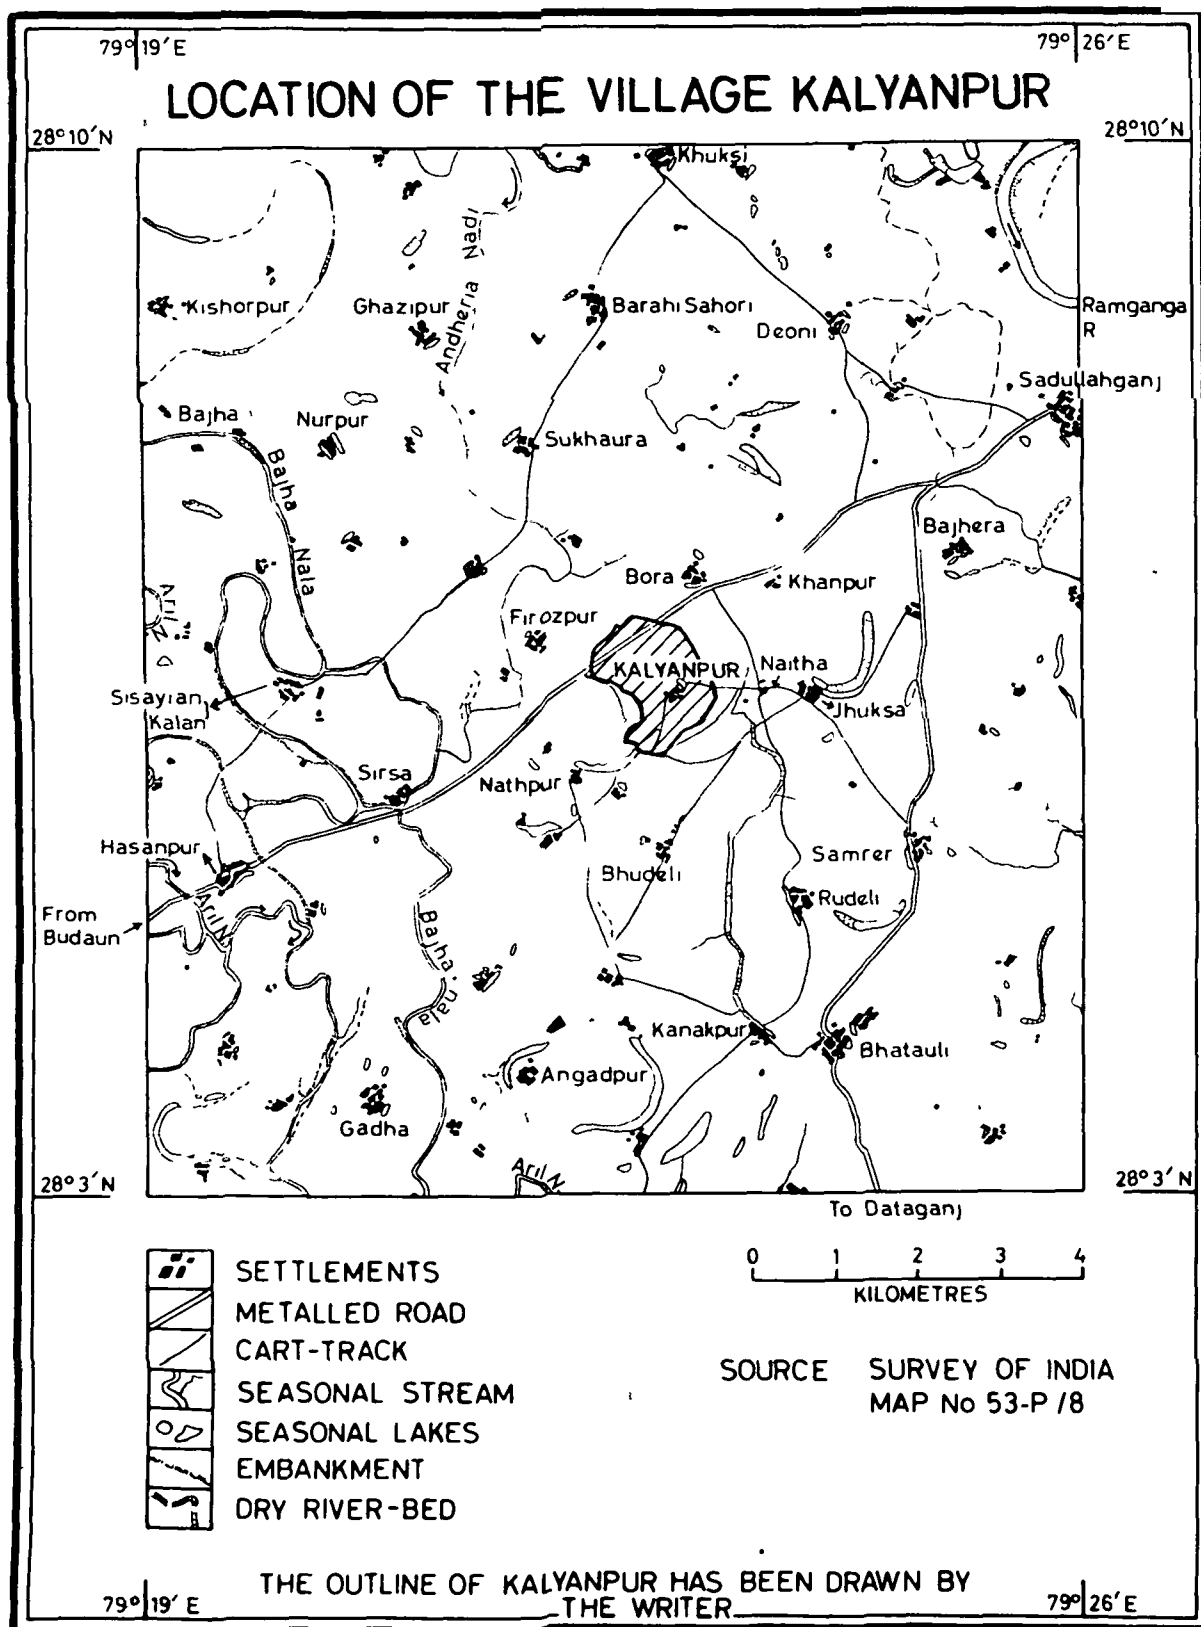 79° 19′ E
79° 26′ E
LOCATION OF THE VILLAGE KALYANPUR
28° 10′ N
28° 10′ N
Khuksi
Andheria Nadi
Kishorpur
Ghazipur
Barahi Sahori
Deoni
Ramganga
R
Sadullahganj
Bajha
Nurpur
Sukhaura
Bajha Nala
Bajhera
Bora
Khanpur
Aril N
Firozpur
KALYANPUR
Naitha
Sisayian
Kalan
Jhuksa
Sirsa
Nathpur
Hasanpur
Samrer
Bhudeli
Rudeli
Aril N
From
Budaun
Bajha nala
Kanakpur
Bhatauli
Angadpur
Gadha
Aril N
28° 3′ N
28° 3′ N
To Dataganj
0 1 2 3 4
KILOMETRES
SETTLEMENTS
METALLED ROAD
CART-TRACK
SEASONAL STREAM
SEASONAL LAKES
EMBANKMENT
DRY RIVER-BED
SOURCE SURVEY OF INDIA
MAP No 53-P/8
THE OUTLINE OF KALYANPUR HAS BEEN DRAWN BY
THE WRITER
79° 19′ E
79° 26′ E